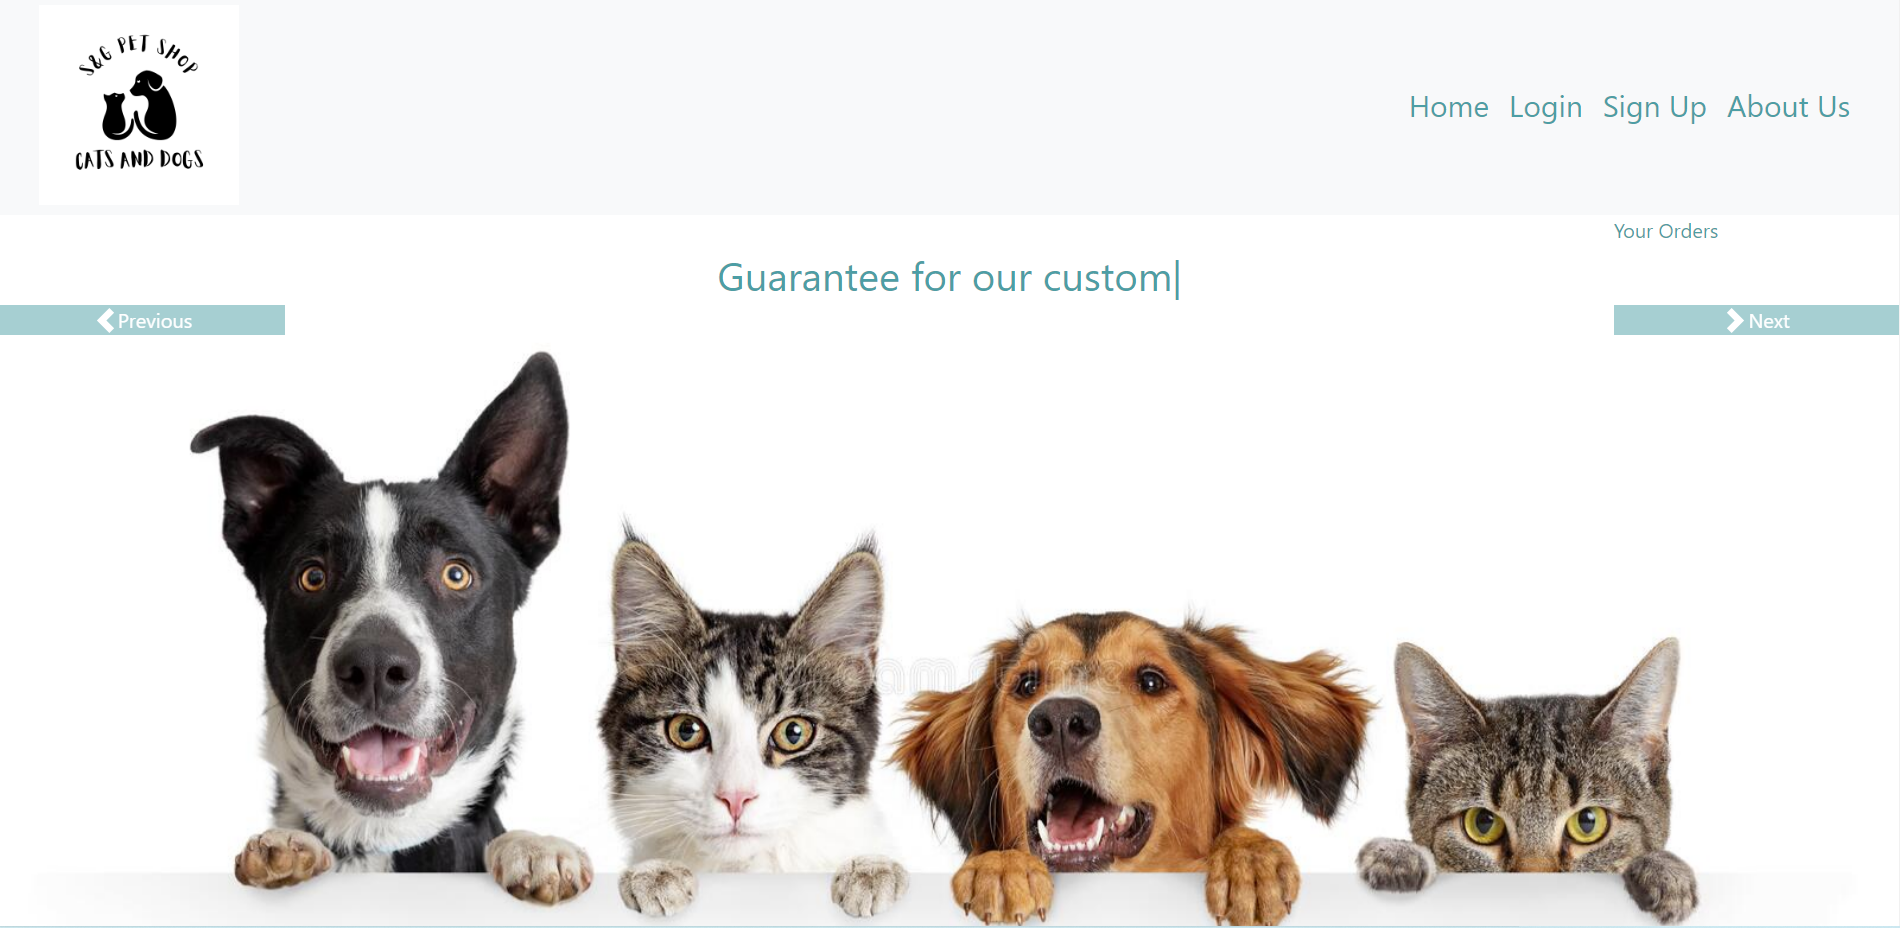 S&G PET SHOP
CATS AND DOGS
Home Login Sign Up About Us
Your Orders
Guarantee for our custom|
Previous
Next